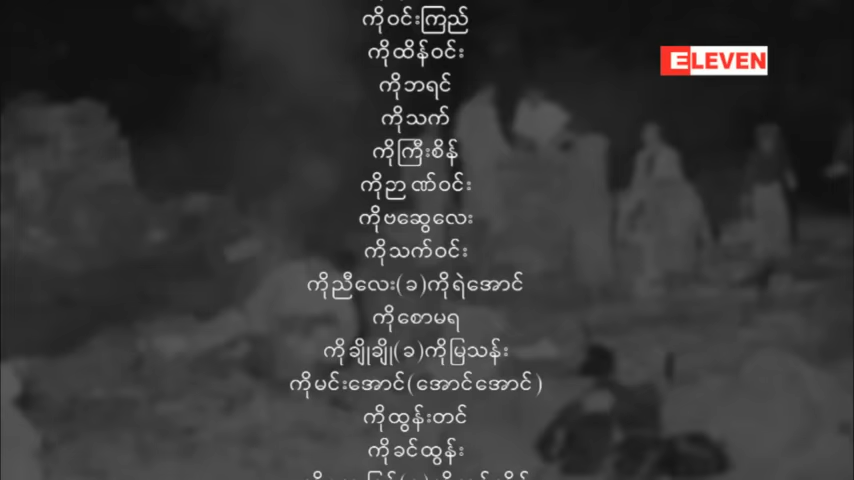 ကိုဝင်းကြည်
ELEVEN
ကိုထိန်ဝင်း
ကိုဘရင်
ကိုသက်
ကိုကြီးစိန်
ကိုဉာဏ်ဝင်း
ကိုဗဆွေလေး
ကိုသက်ဝင်း
ကိုညီလေး(ခ)ကိုရဲအောင်
ကိုစောမရ
ကိုချိုချို(ခ)ကိုမြသန်း
ကိုမင်းအောင်(အောင်အောင်)
ကိုထွန်းတင်
ကိုခင်ထွန်း